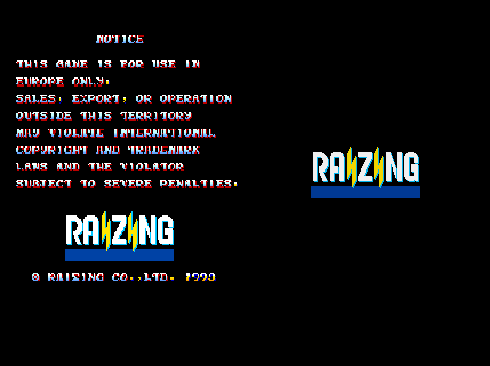 NOTICE
THIS GAME IS FOR USE IN
EUROPE ONLY.
SALES, EXPORT, OR OPERATION
OUTSIDE THIS TERRITORY
MAY VIOLATE INTERNATIONAL
COPYRIGHT AND TRADEMARK
LAWS AND THE VIOLATOR
SUBJECT TO SEVERE PENALTIES.
RAIZING
RAIZING
© RAIZING CO.,LTD. 1993